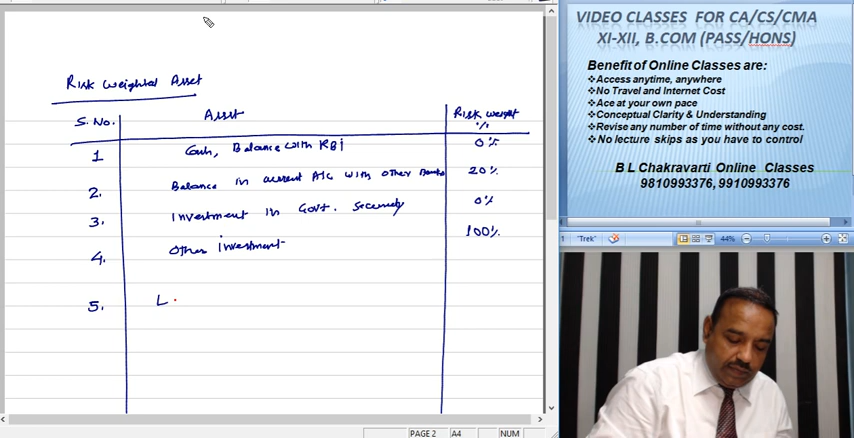 Risk Weighted Asset
S. No. Asset Risk weight %
1 Cash, Balance with RBI 0%
2. Balance in current A/C with other Banks 20%
3. Investment in Govt. Security 0%
4. Other investment 100%
5. L
PAGE 2 A4 NUM
VIDEO CLASSES FOR CA/CS/CMA
XI-XII, B.COM (PASS/HONS)
Benefit of Online Classes are:
❖Access anytime, anywhere
❖No Travel and Internet Cost
❖Ace at your own pace
❖Conceptual Clarity & Understanding
❖Revise any number of time without any cost.
❖No lecture skips as you have to control
B L Chakravarti Online Classes
9810993376, 9910993376
1 "Trek" 44%